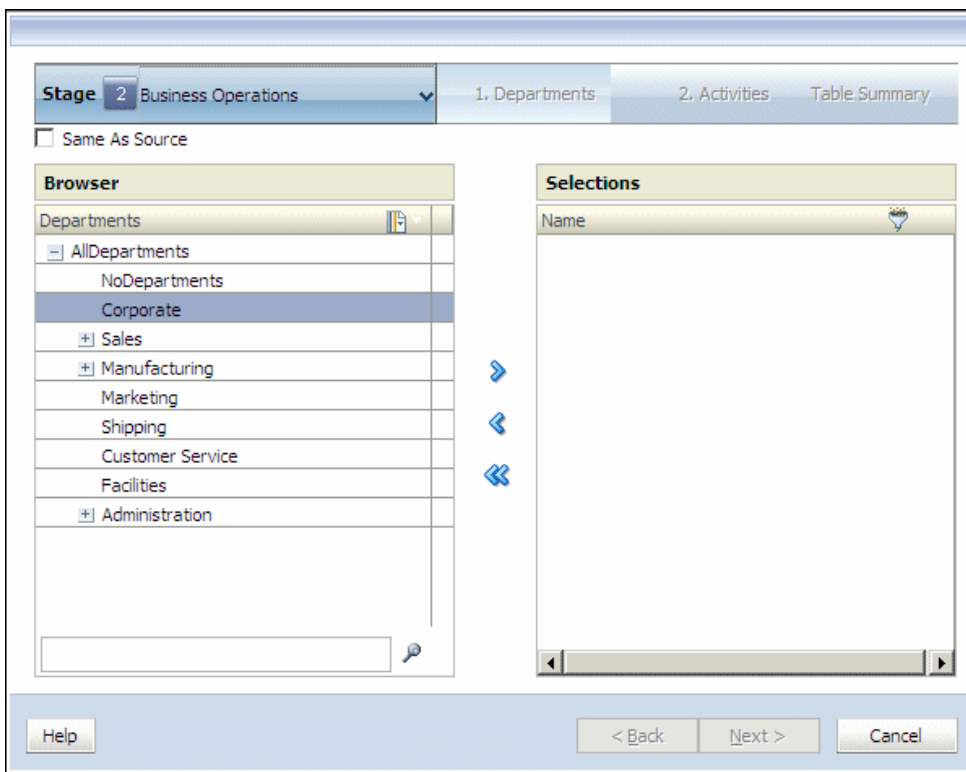 Stage 2 Business Operations 1. Departments 2. Activities Table Summary
Same As Source
Browser
Departments
AllDepartments
NoDepartments
Corporate
Sales
Manufacturing
Marketing
Shipping
Customer Service
Facilities
Administration
Selections
Name
Help < Back Next > Cancel